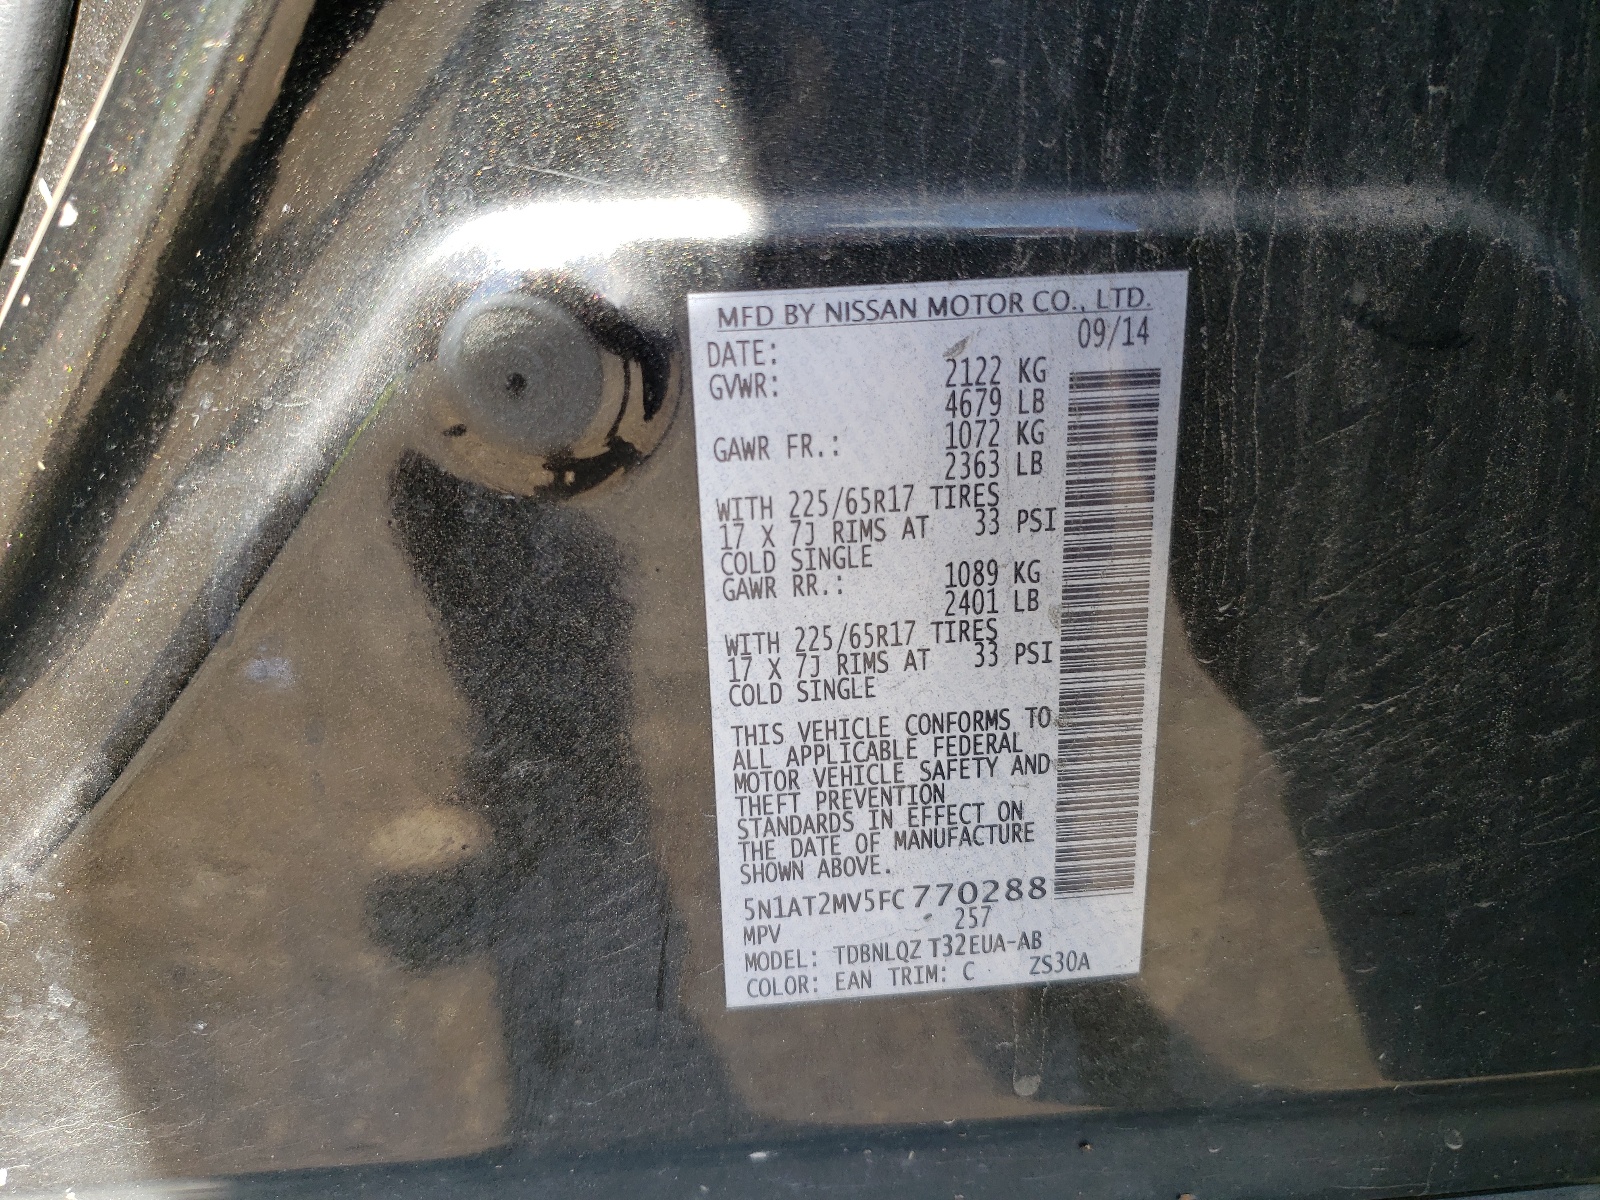 MFD BY NISSAN MOTOR CO., LTD.
DATE: 09/14
GVWR: 2122 KG
4679 LB
GAWR FR.: 1072 KG
2363 LB
WITH 225/65R17 TIRES
17 X 7J RIMS AT 33 PSI
COLD SINGLE
GAWR RR.: 1089 KG
2401 LB
WITH 225/65R17 TIRES
17 X 7J RIMS AT 33 PSI
COLD SINGLE
THIS VEHICLE CONFORMS TO
ALL APPLICABLE FEDERAL
MOTOR VEHICLE SAFETY AND
THEFT PREVENTION
STANDARDS IN EFFECT ON
THE DATE OF MANUFACTURE
SHOWN ABOVE.
5N1AT2MV5FC770288
MPV 257
MODEL: TDBNLQZ T32EUA-AB
COLOR: EAN TRIM: C ZS30A